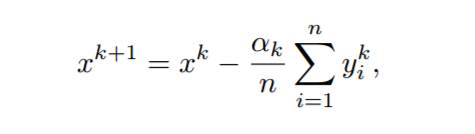 $x^{k+1} = x^k - \frac{\alpha_k}{n} \sum_{i=1}^{n} y_i^k,$